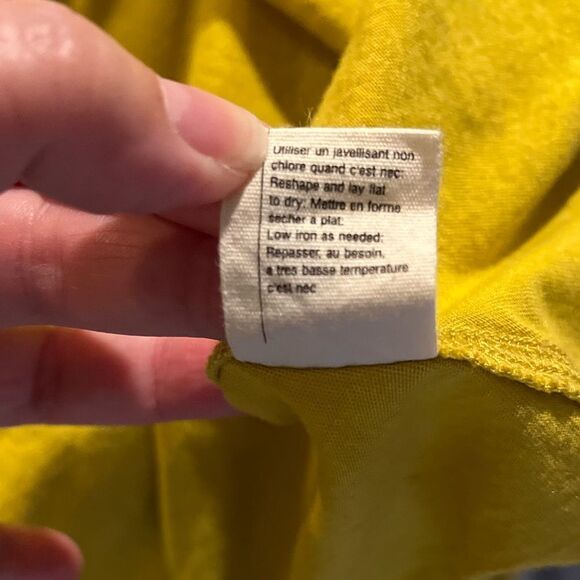 Utiliser un javellisant non
chlore quand c'est nec:
Reshape and lay flat
to dry: Mettre en forme
secher a plat:
Low iron as needed:
Repasser, au besoin,
a tres basse temperature
c'est nec